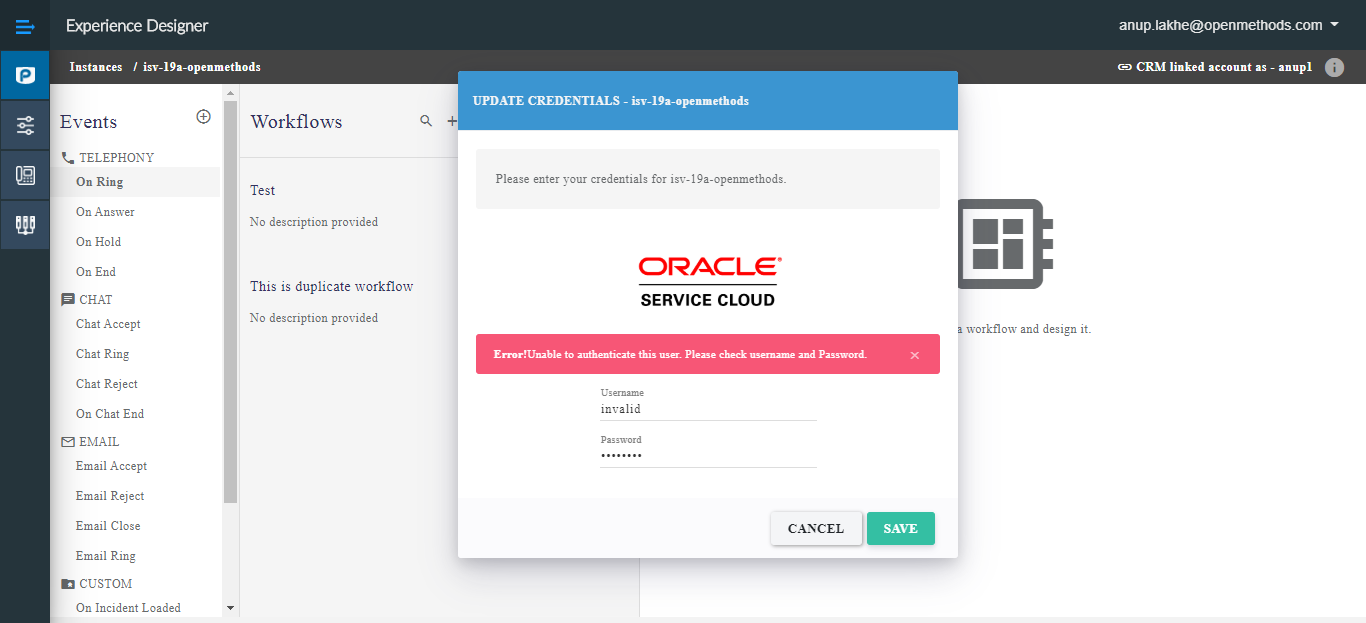 Experience Designer
anup.lakhe@openmethods.com
Instances / isv-19a-openmethods
CRM linked account as - anup1
Events
TELEPHONY
On Ring
On Answer
On Hold
On End
CHAT
Chat Accept
Chat Ring
Chat Reject
On Chat End
EMAIL
Email Accept
Email Reject
Email Close
Email Ring
CUSTOM
On Incident Loaded
Workflows
Test
No description provided
This is duplicate workflow
No description provided
UPDATE CREDENTIALS - isv-19a-openmethods
Please enter your credentials for isv-19a-openmethods.
ORACLE®
SERVICE CLOUD
Error!Unable to authenticate this user. Please check username and Password.
Username
invalid
Password
••••••••
CANCEL
SAVE
a workflow and design it.